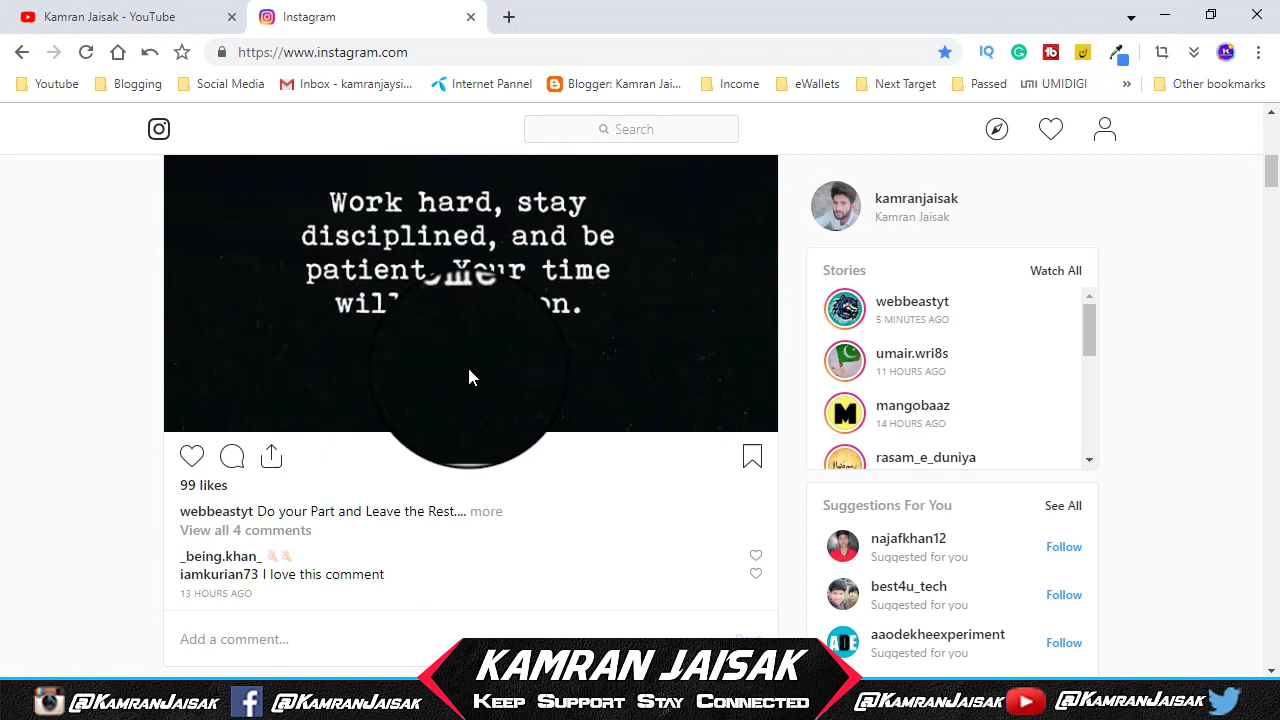 Kamran Jaisak - YouTube
Instagram
https://www.instagram.com
Youtube
Blogging
Social Media
Inbox - kamranjaysi...
Internet Pannel
Blogger: Kamran Jai...
Income
eWallets
Next Target
Passed
UMIDIGI
Other bookmarks
Search
Work hard, stay
disciplined, and be
patient. Your time
will
on.
99 likes
webbeastyt Do your Part and Leave the Rest.... more
View all 4 comments
_being.khan_
iamkurian73 I love this comment
13 HOURS AGO
Add a comment...
kamranjaisak
Kamran Jaisak
Stories
Watch All
webbeastyt
5 MINUTES AGO
umair.wri8s
11 HOURS AGO
M
mangobaaz
14 HOURS AGO
rasam_e_duniya
Suggestions For You
See All
najafkhan12
Suggested for you
Follow
best4u_tech
Suggested for you
Follow
ADE
aaodekheexperiment
Suggested for you
Follow
KAMRAN JAISAK
Keep Support Stay Connected
@KamranJaisak
@KamranJaisak
@KamranJaisak
@KamranJaisak